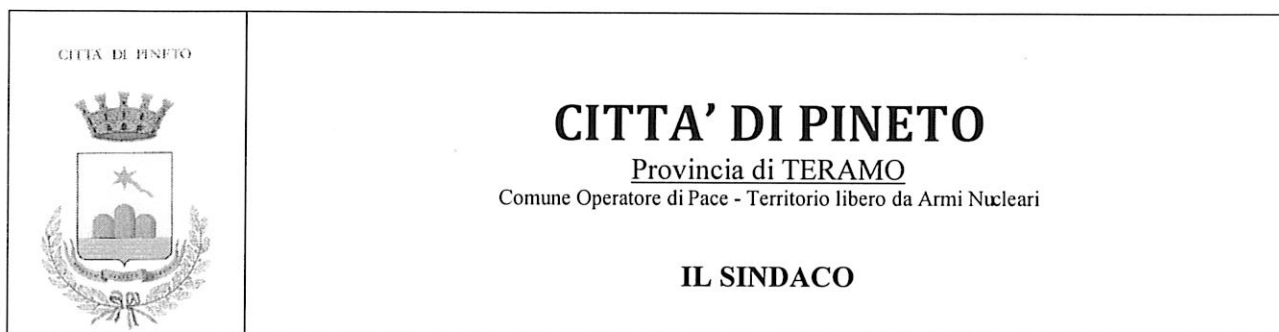 CITTÀ DI PINETO
CITTA' DI PINETO
Provincia di TERAMO
Comune Operatore di Pace - Territorio libero da Armi Nucleari
IL SINDACO